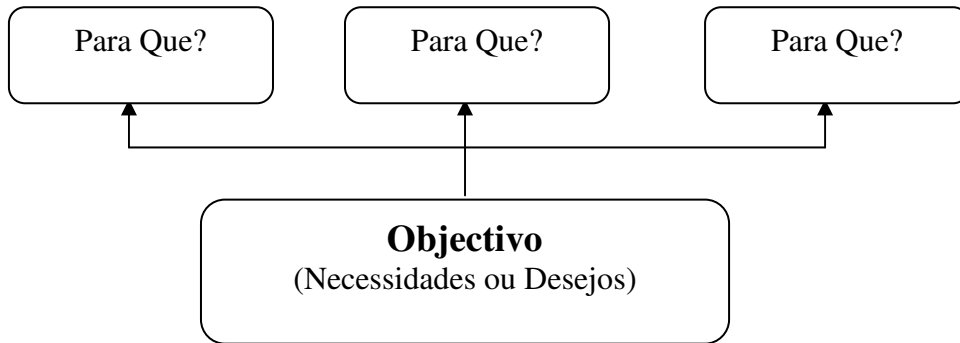 Para Que?
Para Que?
Para Que?
Objectivo
(Necessidades ou Desejos)